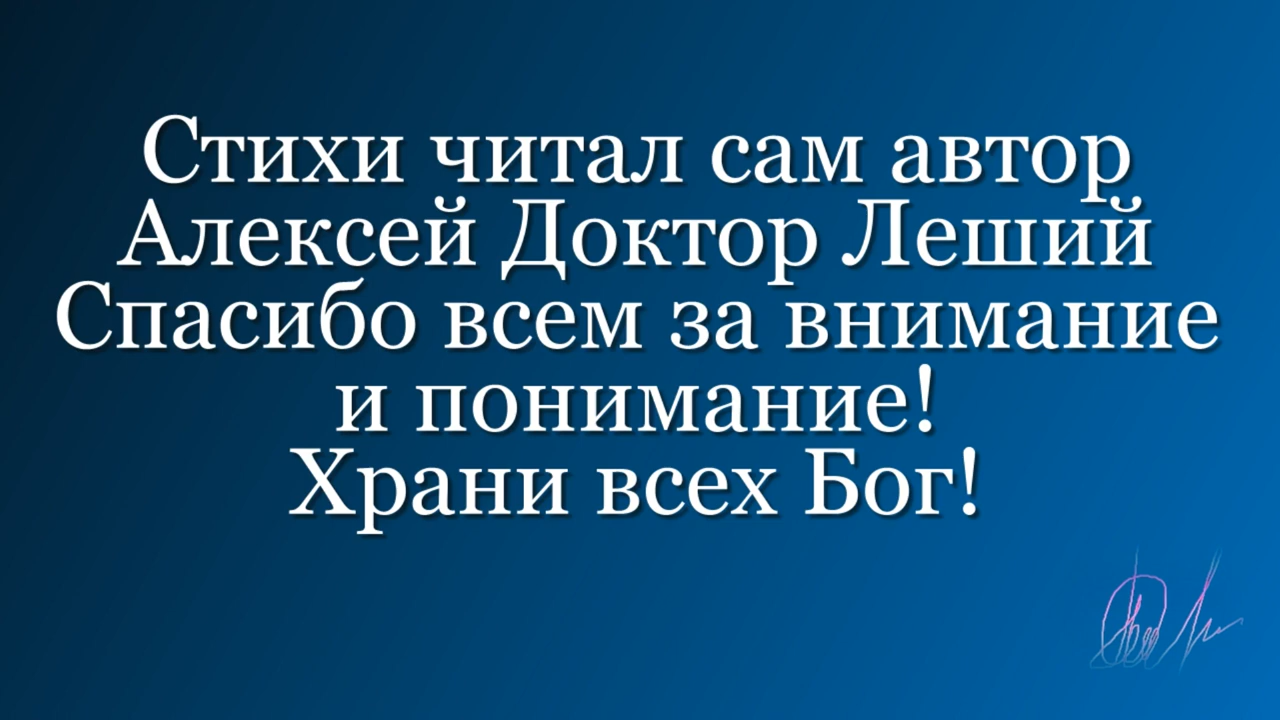 Стихи читал сам автор
Алексей Доктор Леший
Спасибо всем за внимание
и понимание!
Храни всех Бог!